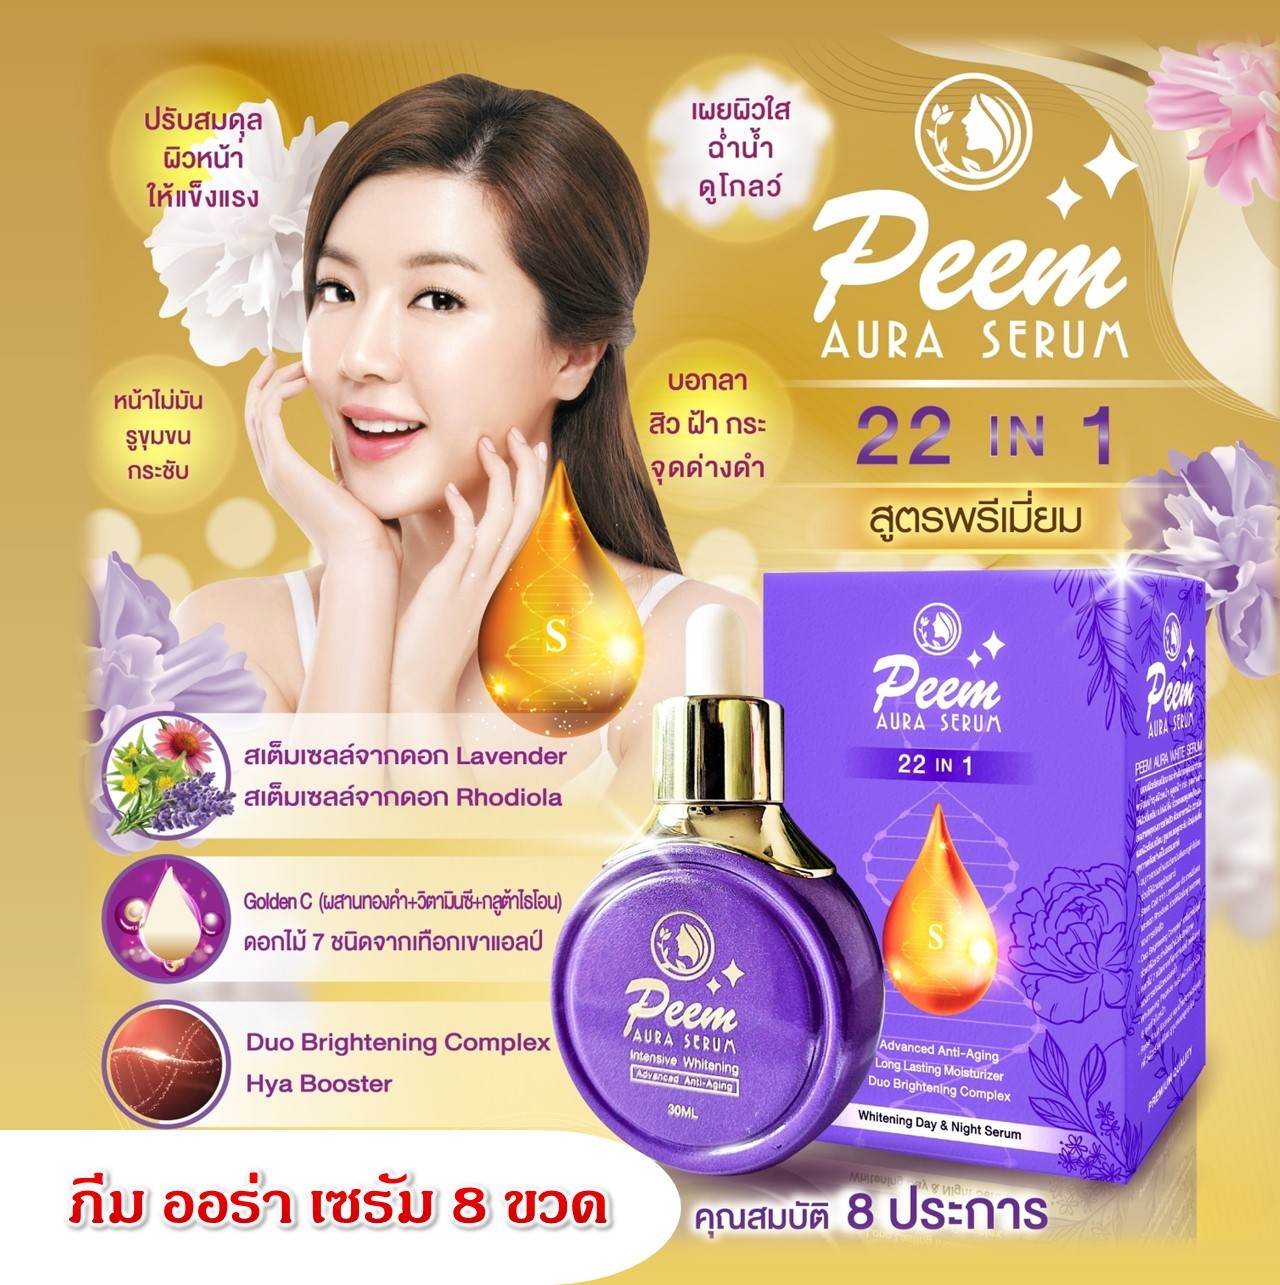 ปรับสมดุล
ผิวหน้า
ให้แข็งแรง
เผยผิวใส
ฉ่ำน้ำ
ดูโกลว์
Peem
AURA SERUM
หน้าไม่มัน
รูขุมขน
กระชับ
บอกลา
สิว ฝ้า กระ
จุดด่างดำ
22 IN 1
สูตรพรีเมี่ยม
S
สเต็มเซลล์จากดอก Lavender
สเต็มเซลล์จากดอก Rhodiola
Golden C (ผสานทองคำ+วิตามินซี+กลูต้าไธโอน)
ดอกไม้ 7 ชนิดจากเทือกเขาแอลป์
Duo Brightening Complex
Hya Booster
Peem
AURA SERUM
Intensive Whitening
Advanced Anti-Aging
30ML
Peem
AURA SERUM
22 IN 1
S
Advanced Anti-Aging
Long Lasting Moisturizer
Duo Brightening Complex
Whitening Day & Night Serum
Peem
AURA SERUM
PEEM AURA WHITE SERUM
PREMIUM QUALITY
ภีม ออร่า เซรัม 8 ขวด
คุณสมบัติ 8 ประการ